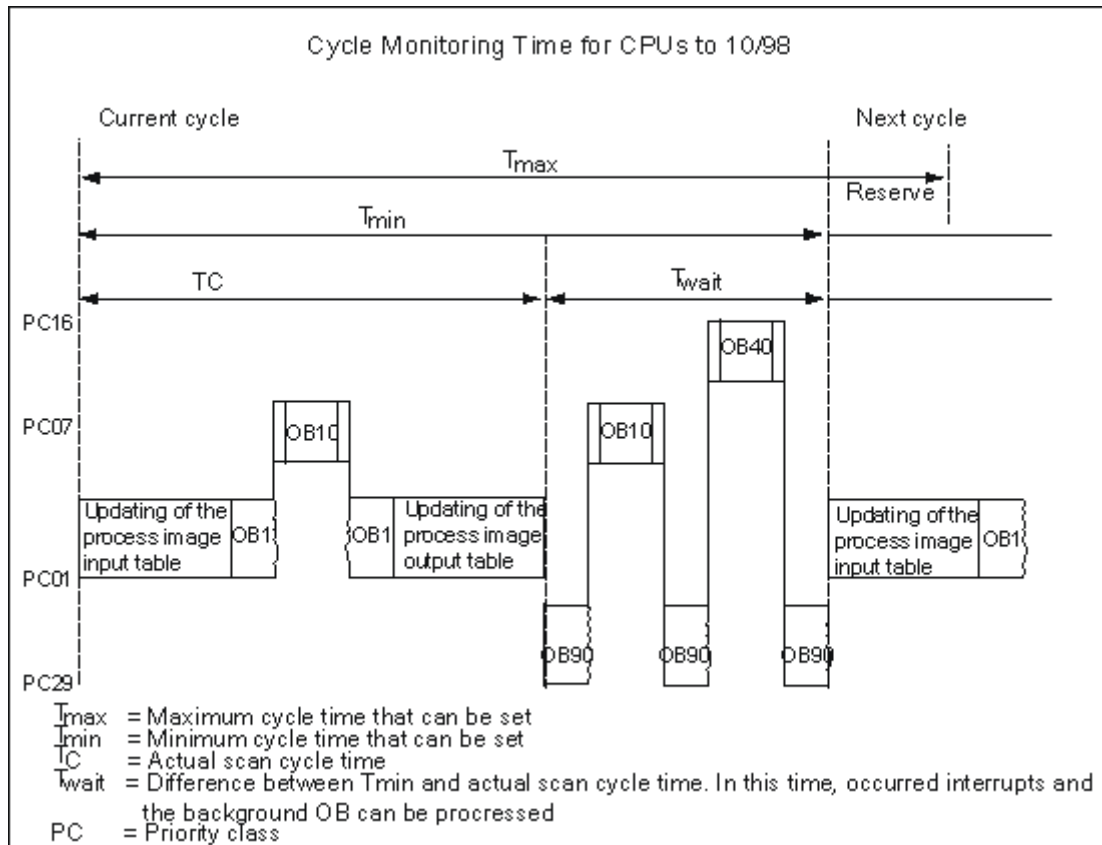 Cycle Monitoring Time for CPUs to 10/98
Current cycle
Next cycle
Tmax
Reserve
Tmin
TC
Twait
PC16
OB40
PC07
OB10
OB10
Updating of the
process image
input table
OB1
OB1
Updating of the
process image
output table
Updating of the
process image
input table
OB1
PC01
OB90
OB90
OB90
PC29
Tmax = Maximum cycle time that can be set
Tmin = Minimum cycle time that can be set
TC = Actual scan cycle time
Twait = Difference between Tmin and actual scan cycle time. In this time, occurred interrupts and
the background OB can be procressed
PC = Priority class